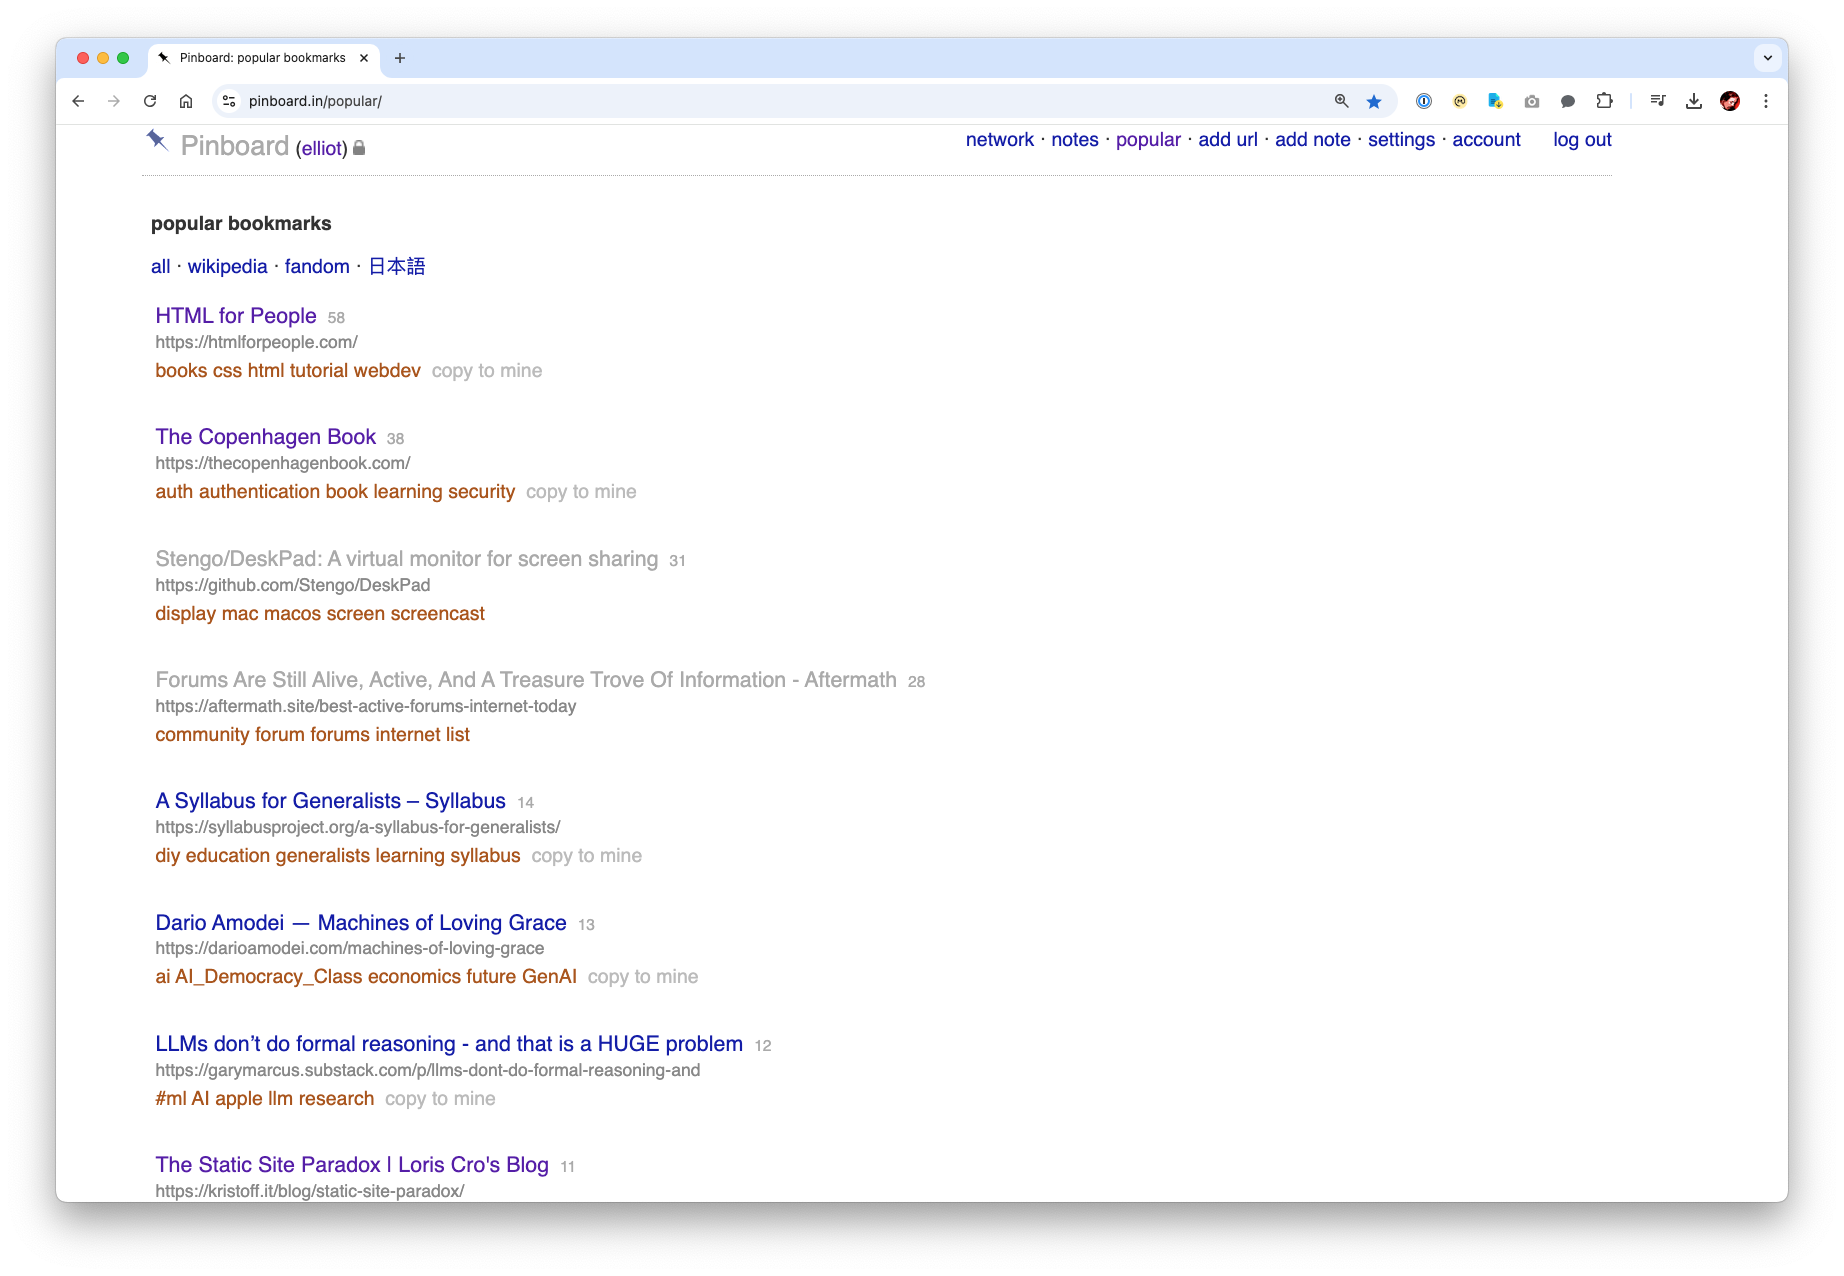 Pinboard: popular bookmarks
pinboard.in/popular/
Pinboard (elliot)
network · notes · popular · add url · add note · settings · account log out
popular bookmarks
all · wikipedia · fandom · 日本語
HTML for People 58
https://htmlforpeople.com/
books css html tutorial webdev copy to mine
The Copenhagen Book 38
https://thecopenhagenbook.com/
auth authentication book learning security copy to mine
Stengo/DeskPad: A virtual monitor for screen sharing 31
https://github.com/Stengo/DeskPad
display mac macos screen screencast
Forums Are Still Alive, Active, And A Treasure Trove Of Information - Aftermath 28
https://aftermath.site/best-active-forums-internet-today
community forum forums internet list
A Syllabus for Generalists – Syllabus 14
https://syllabusproject.org/a-syllabus-for-generalists/
diy education generalists learning syllabus copy to mine
Dario Amodei — Machines of Loving Grace 13
https://darioamodei.com/machines-of-loving-grace
ai AI_Democracy_Class economics future GenAI copy to mine
LLMs don’t do formal reasoning - and that is a HUGE problem 12
https://garymarcus.substack.com/p/llms-dont-do-formal-reasoning-and
#ml AI apple llm research copy to mine
The Static Site Paradox | Loris Cro's Blog 11
https://kristoff.it/blog/static-site-paradox/